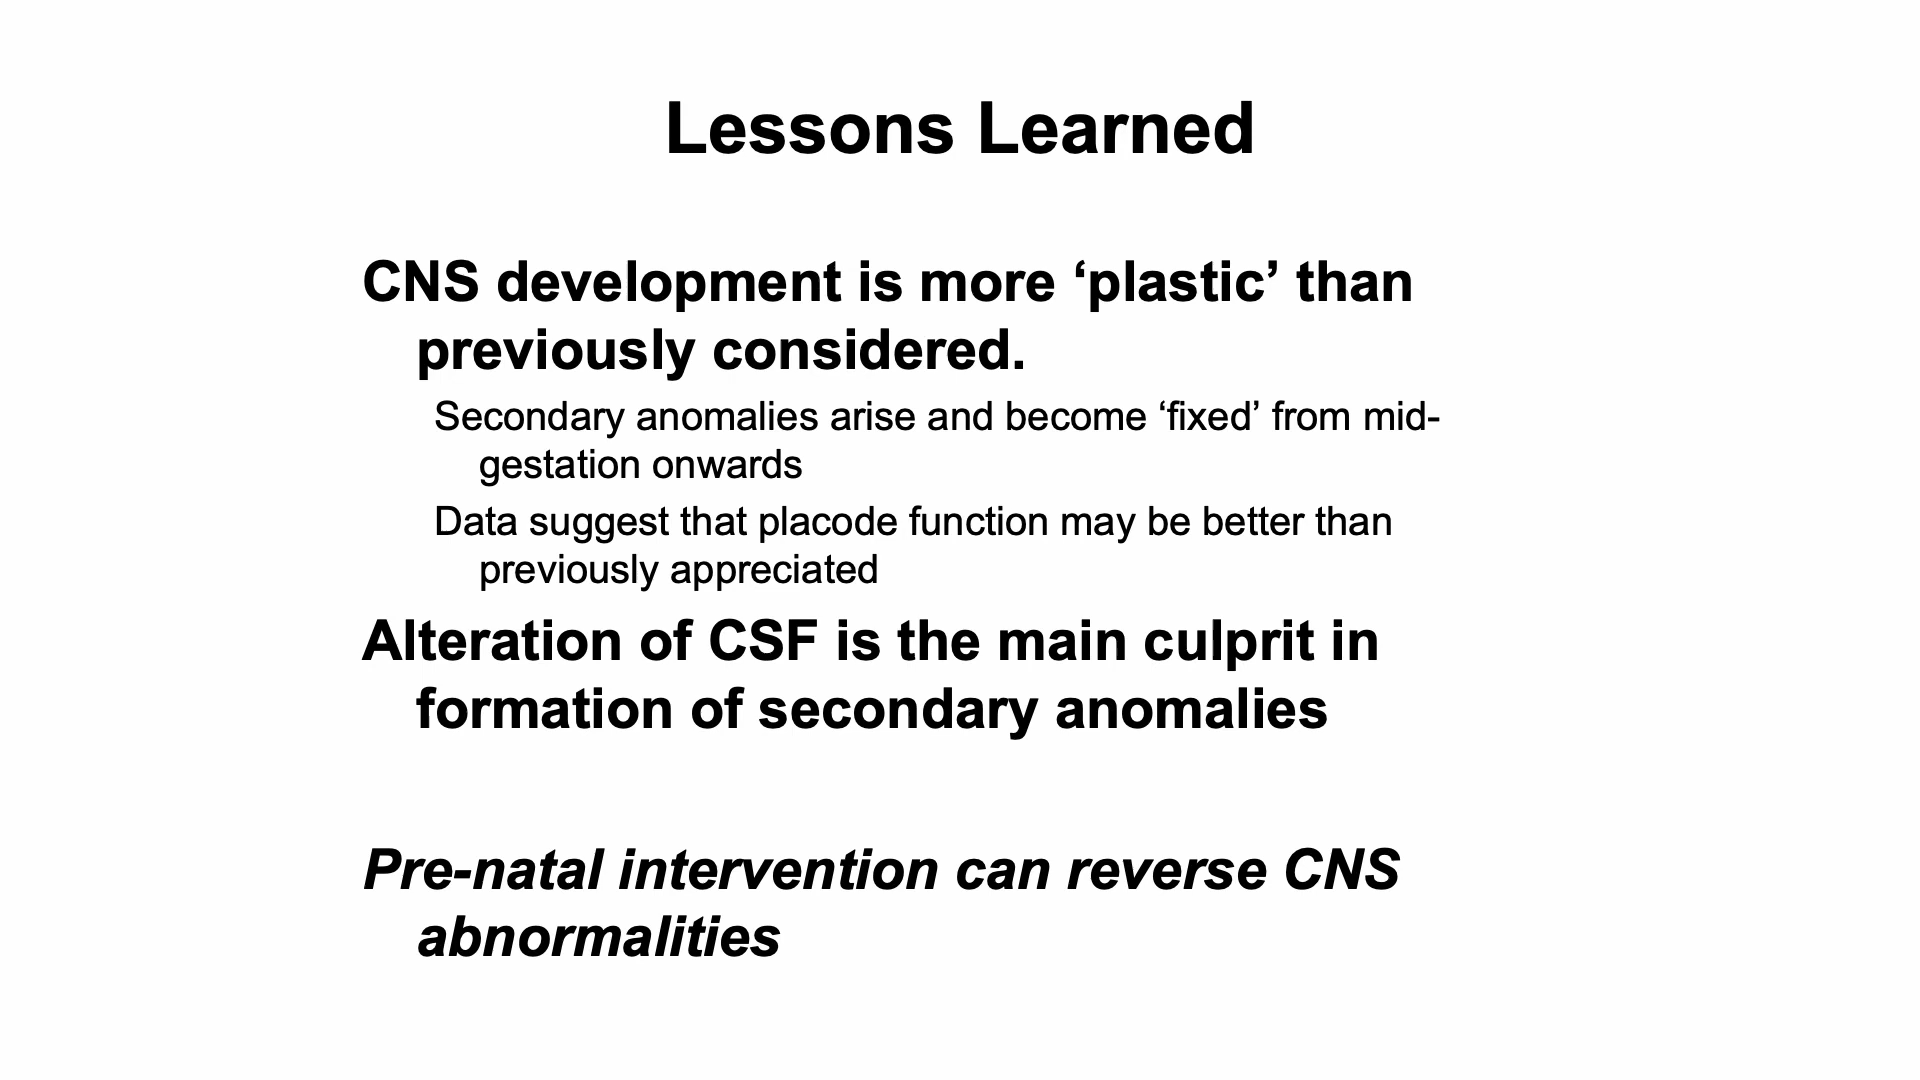 Lessons Learned
CNS development is more ‘plastic’ than
previously considered.
Secondary anomalies arise and become ‘fixed’ from mid-
gestation onwards
Data suggest that placode function may be better than
previously appreciated
Alteration of CSF is the main culprit in
formation of secondary anomalies
Pre-natal intervention can reverse CNS
abnormalities